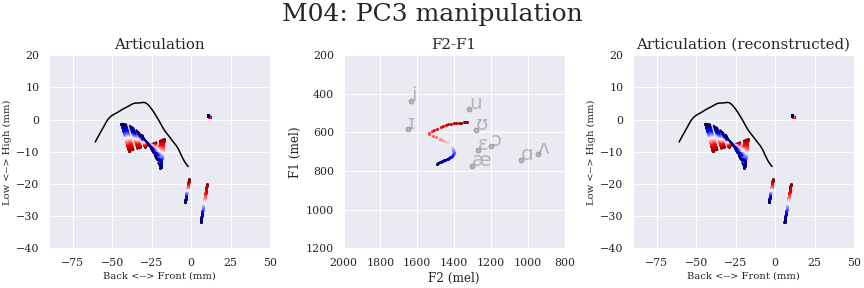 M04: PC3 manipulation
Articulation
F2-F1
Articulation (reconstructed)
20
10
0
−10
−20
−30
−40
−75
−50
−25
0
25
50
Low <--> High (mm)
Back <--> Front (mm)
200
400
600
800
1000
1200
2000
1800
1600
1400
1200
1000
800
F1 (mel)
F2 (mel)
i
u
ɪ
ʊ
ɛ
ɔ
æ
ɑ
ʌ
20
10
0
−10
−20
−30
−40
−75
−50
−25
0
25
50
Low <--> High (mm)
Back <--> Front (mm)